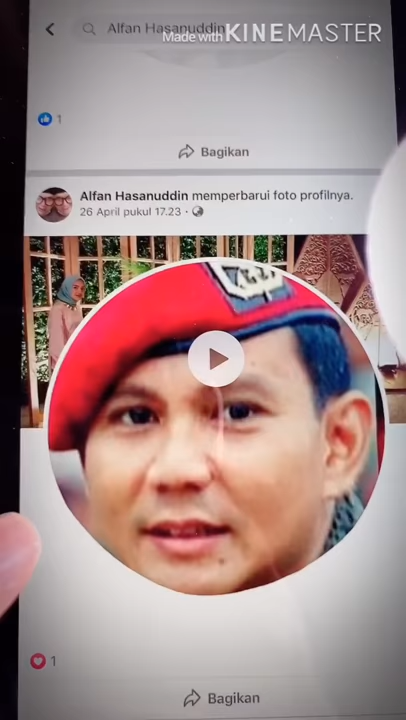 Alfan Hasanuddin
Made with KINEMASTER
1
Bagikan
Alfan Hasanuddin memperbarui foto profilnya.
26 April pukul 17.23 ·
1
Bagikan